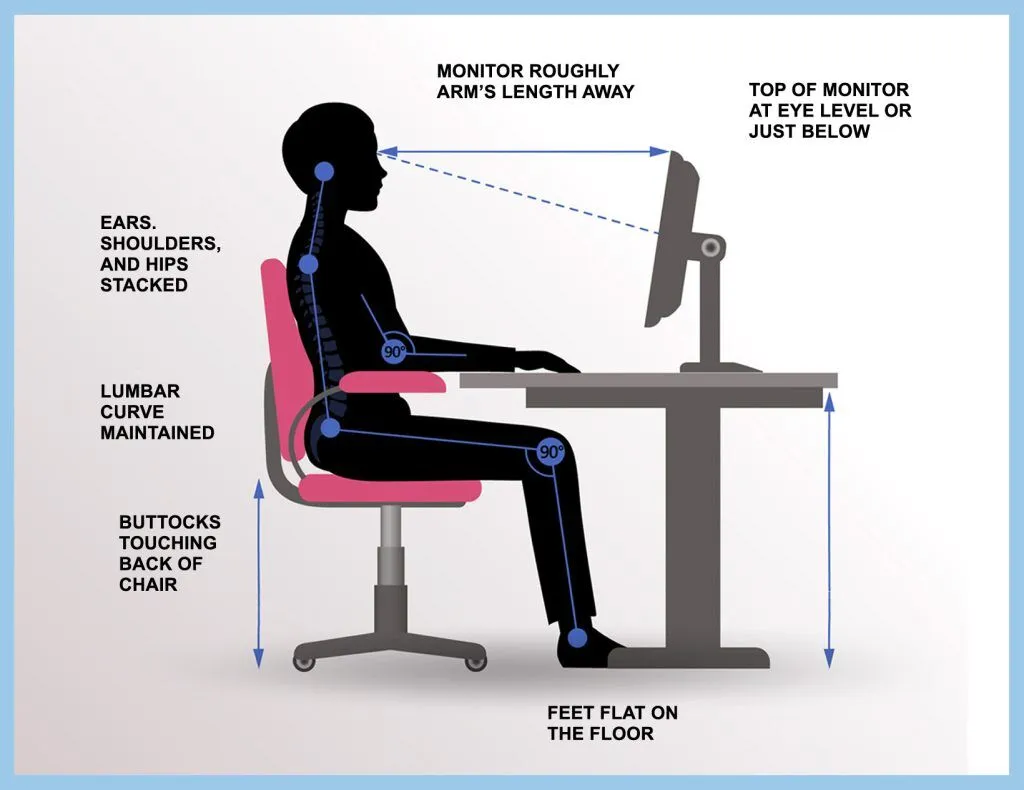 MONITOR ROUGHLY
ARM'S LENGTH AWAY
TOP OF MONITOR
AT EYE LEVEL OR
JUST BELOW
EARS.
SHOULDERS,
AND HIPS
STACKED
90°
LUMBAR
CURVE
MAINTAINED
90°
BUTTOCKS
TOUCHING
BACK OF
CHAIR
FEET FLAT ON
THE FLOOR